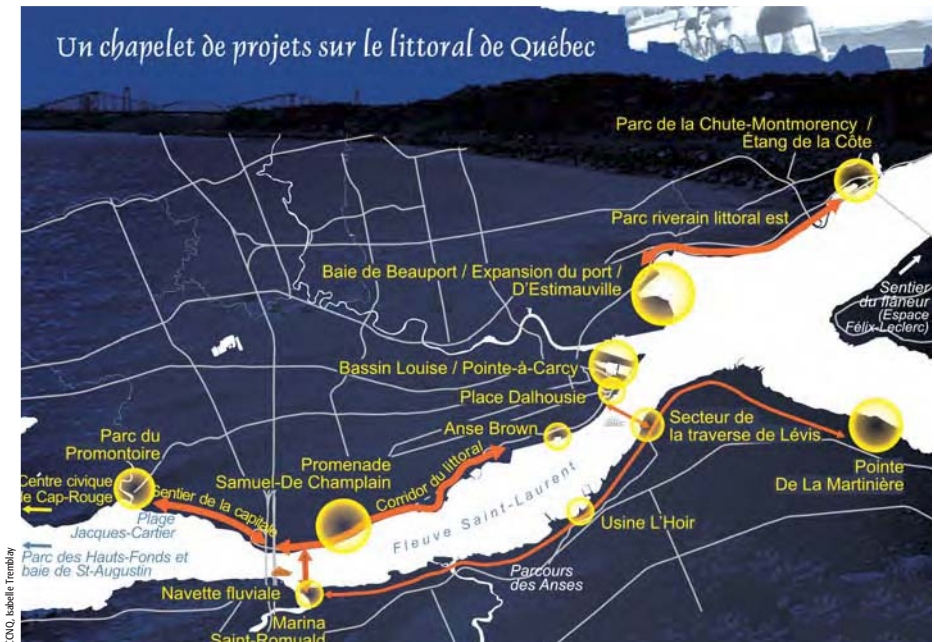 Un chapelet de projets sur le littoral de Québec
Parc de la Chute-Montmorency /
Étang de la Côte
Parc riverain littoral est
Baie de Beauport / Expansion du port /
D'Estimauville
Sentier
du flâneur
(Espace
Félix-Leclerc)
Bassin Louise / Pointe-à-Carcy
Place Dalhousie
Secteur de
la traverse de Lévis
Anse Brown
Parc du
Promontoire
Promenade
Samuel-De Champlain
Corridor du littoral
Pointe
De La Martinière
Centre civique
de Cap-Rouge
Sentier de la capitale
Plage
Jacques-Cartier
Fleuve Saint-Laurent
Usine L'Hoir
Parc des Hauts-Fonds et
baie de St-Augustin
Parcours
des Anses
Navette fluviale
Marina
Saint-Romuald
Isabelle Tremblay